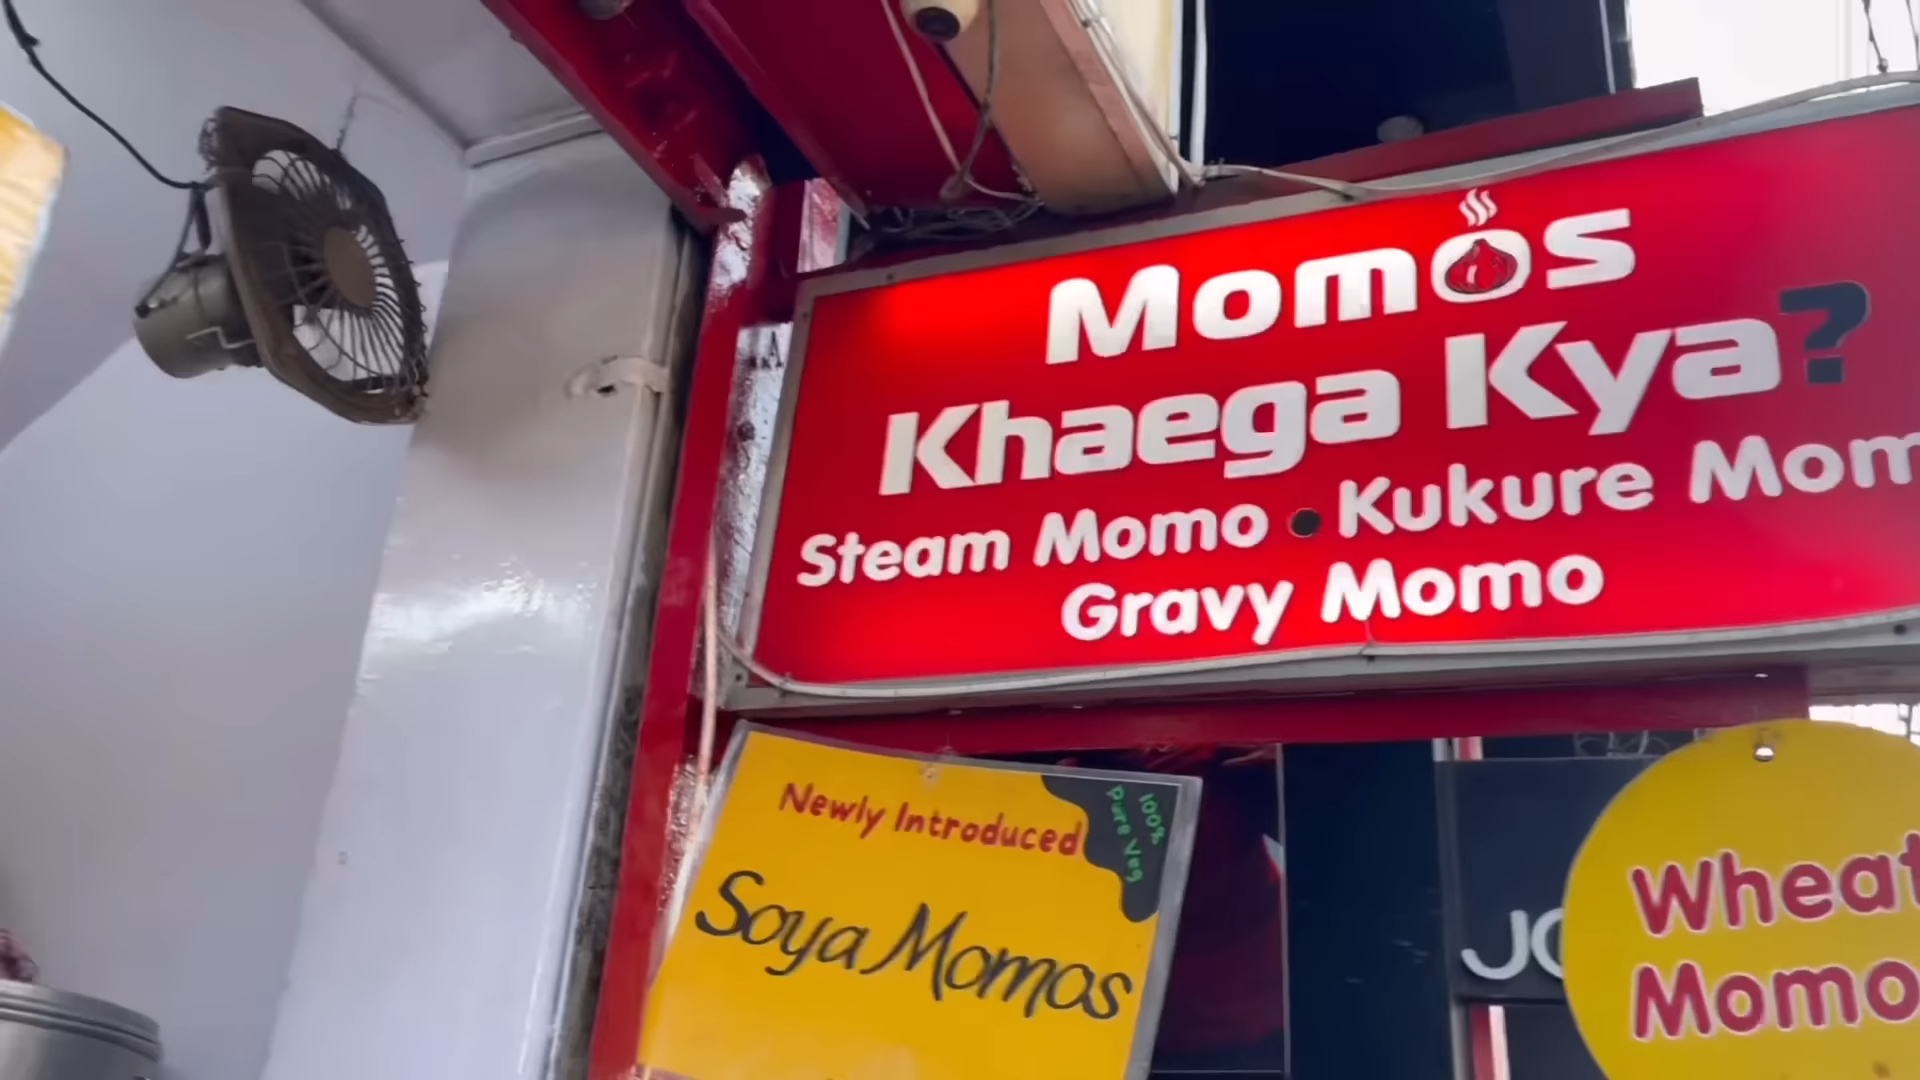 Momos
Khaega Kya?
Steam Momo • Kukure Mom
Gravy Momo
Newly Introduced
100%
Pure Veg
Soya Momos
JO
Wheat
Momo